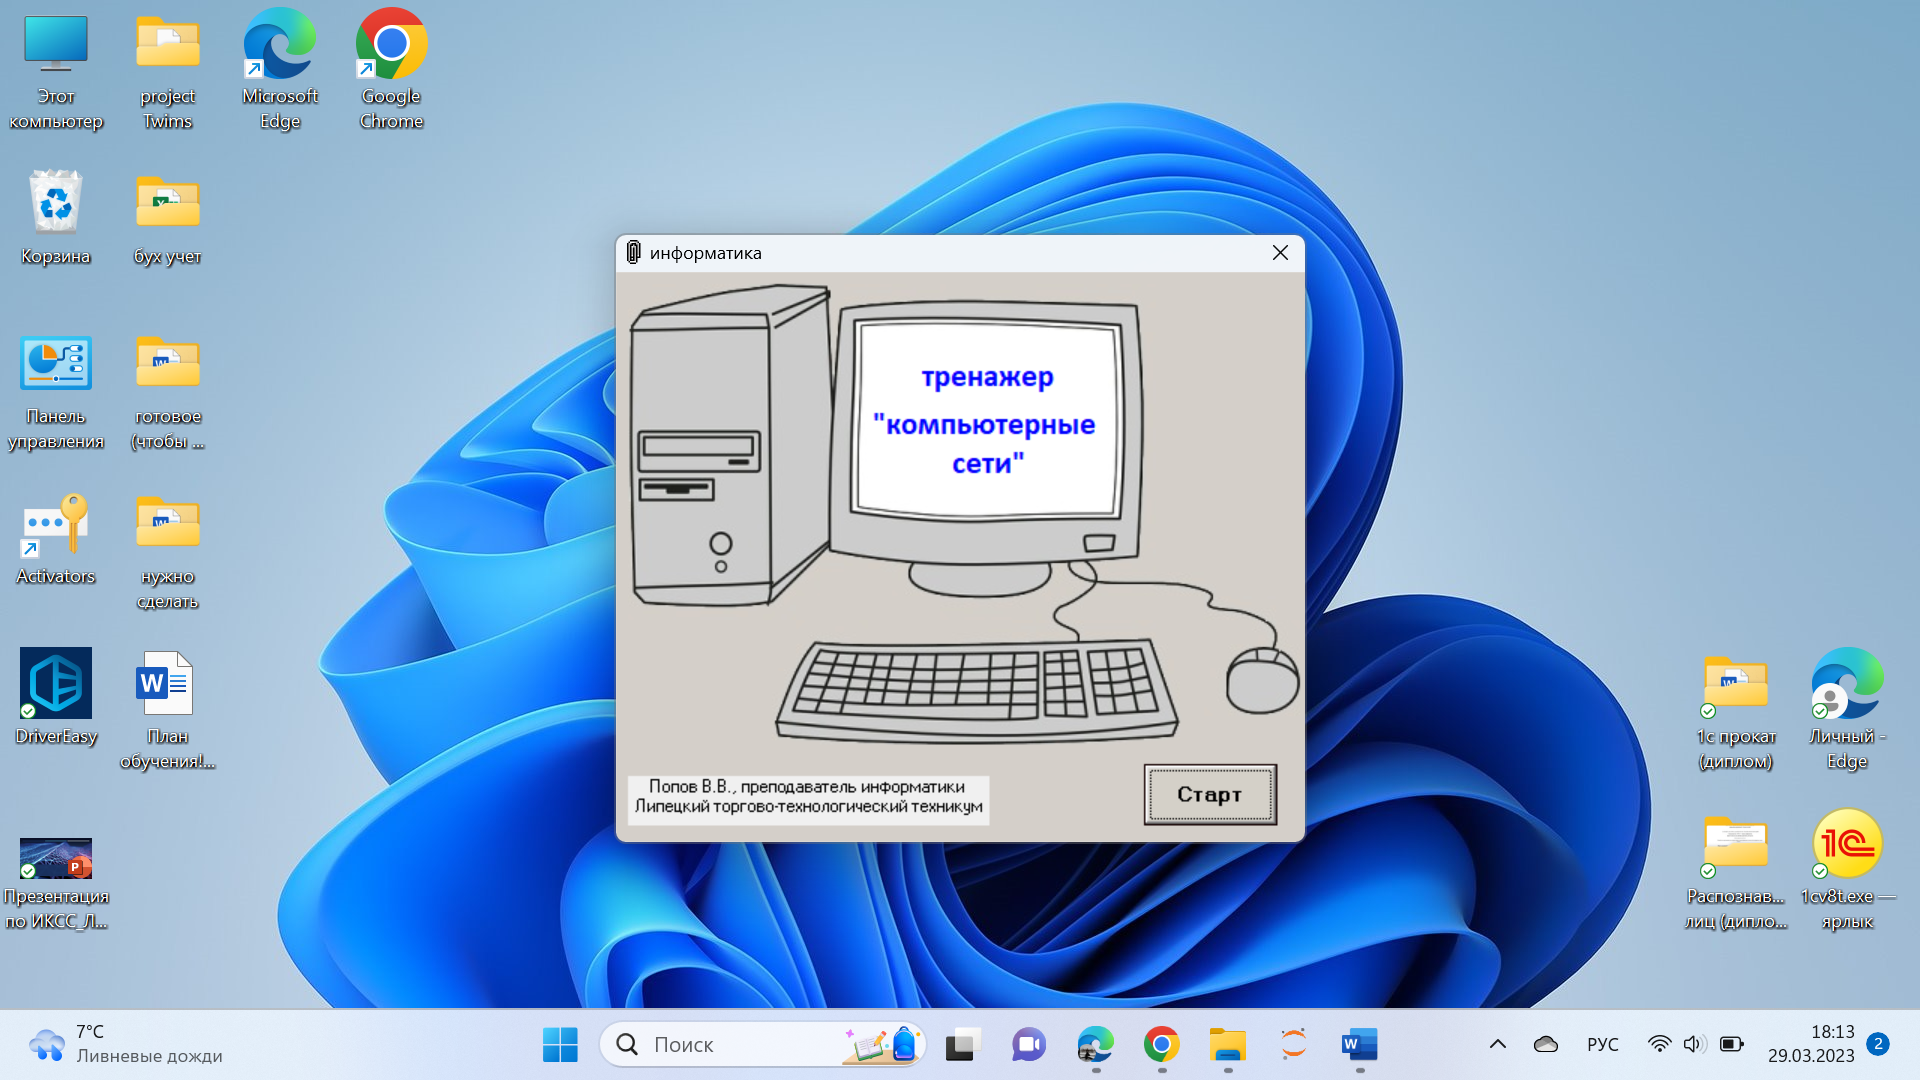 Этот
компьютер
project
Twims
Microsoft
Edge
Google
Chrome
Корзина
бух учет
Панель
управления
готовое
(чтобы ...
Activators
нужно
сделать
DriverEasy
План
обучения!...
Презентация
по ИКСС_Л...
информатика
тренажер
"компьютерные
сети"
Попов В.В., преподаватель информатики
Липецкий торгово-технологический техникум
Старт
1с прокат
(диплом)
Личный -
Edge
Распознав...
лиц (дипло...
1cv8t.exe —
ярлык
7°C
Ливневые дожди
Поиск
РУС
18:13
29.03.2023
2